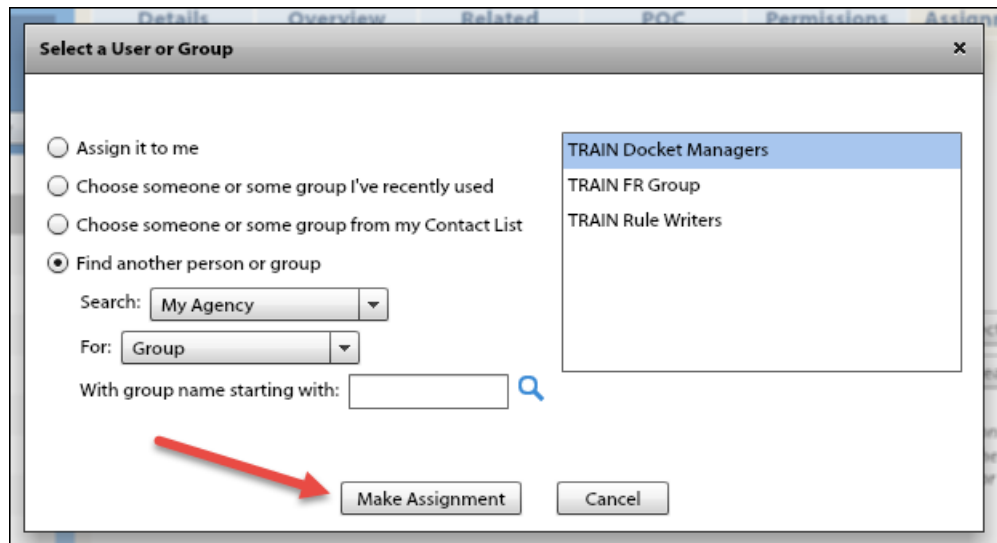 Details Overview Related POC Permissions
Select a User or Group
Assign it to me
Choose someone or some group I've recently used
Choose someone or some group from my Contact List
Find another person or group
Search: My Agency
For: Group
With group name starting with:
TRAIN Docket Managers
TRAIN FR Group
TRAIN Rule Writers
Make Assignment Cancel